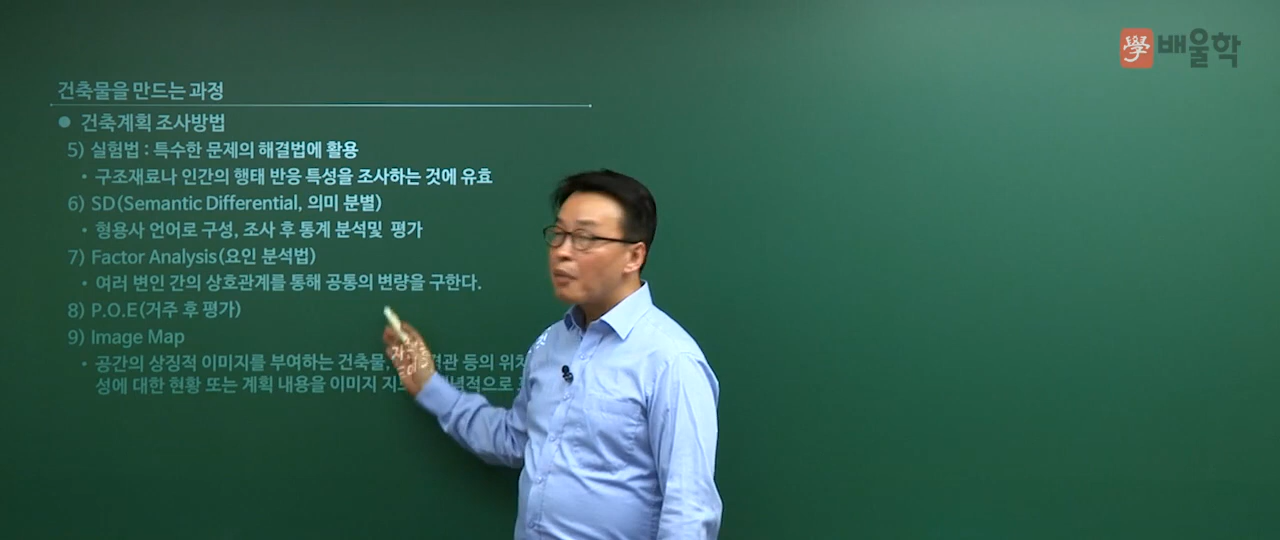 學 배울학
건축물을 만드는 과정
● 건축계획 조사방법
5) 실험법 : 특수한 문제의 해결법에 활용
• 구조재료나 인간의 행태 반응 특성을 조사하는 것에 유효
6) SD(Semantic Differential, 의미 분별)
• 형용사 언어로 구성, 조사 후 통계 분석및 평가
7) Factor Analysis(요인 분석법)
• 여러 변인 간의 상호관계를 통해 공통의 변량을 구한다.
8) P.O.E(거주 후 평가)
9) Image Map
• 공간의 상징적 이미지를 부여하는 건축물, 등의
성에 대한 현황 또는 계획 내용을 이미지